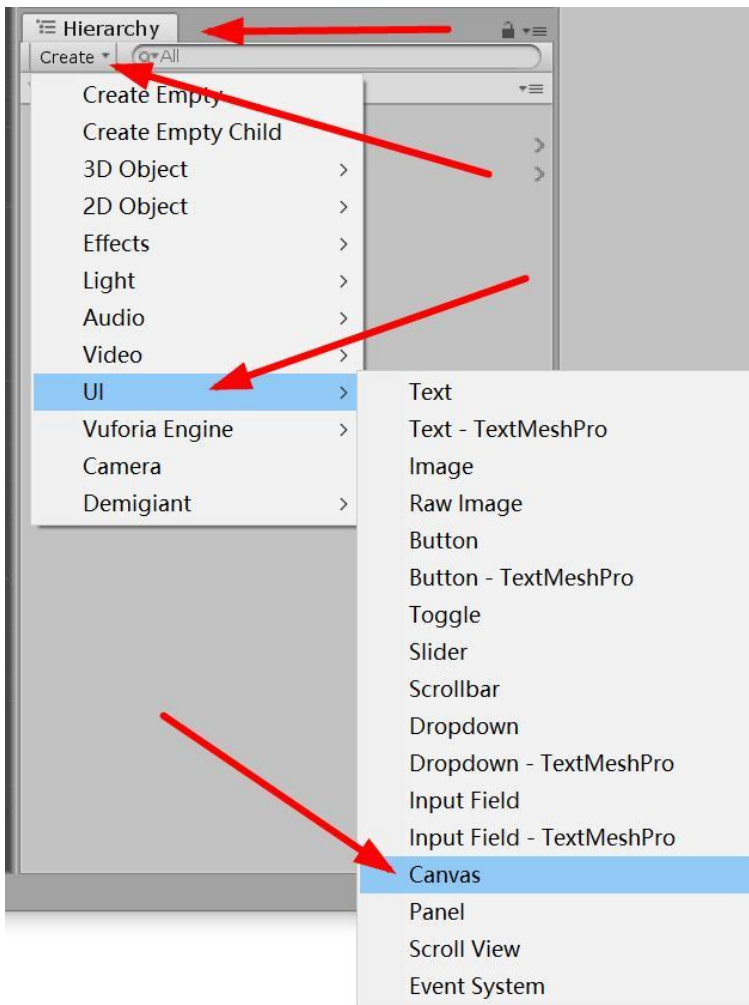 Hierarchy
Create
All
Create Empty
Create Empty Child
3D Object
2D Object
Effects
Light
Audio
Video
UI
Vuforia Engine
Camera
Demigiant
Text
Text - TextMeshPro
Image
Raw Image
Button
Button - TextMeshPro
Toggle
Slider
Scrollbar
Dropdown
Dropdown - TextMeshPro
Input Field
Input Field - TextMeshPro
Canvas
Panel
Scroll View
Event System